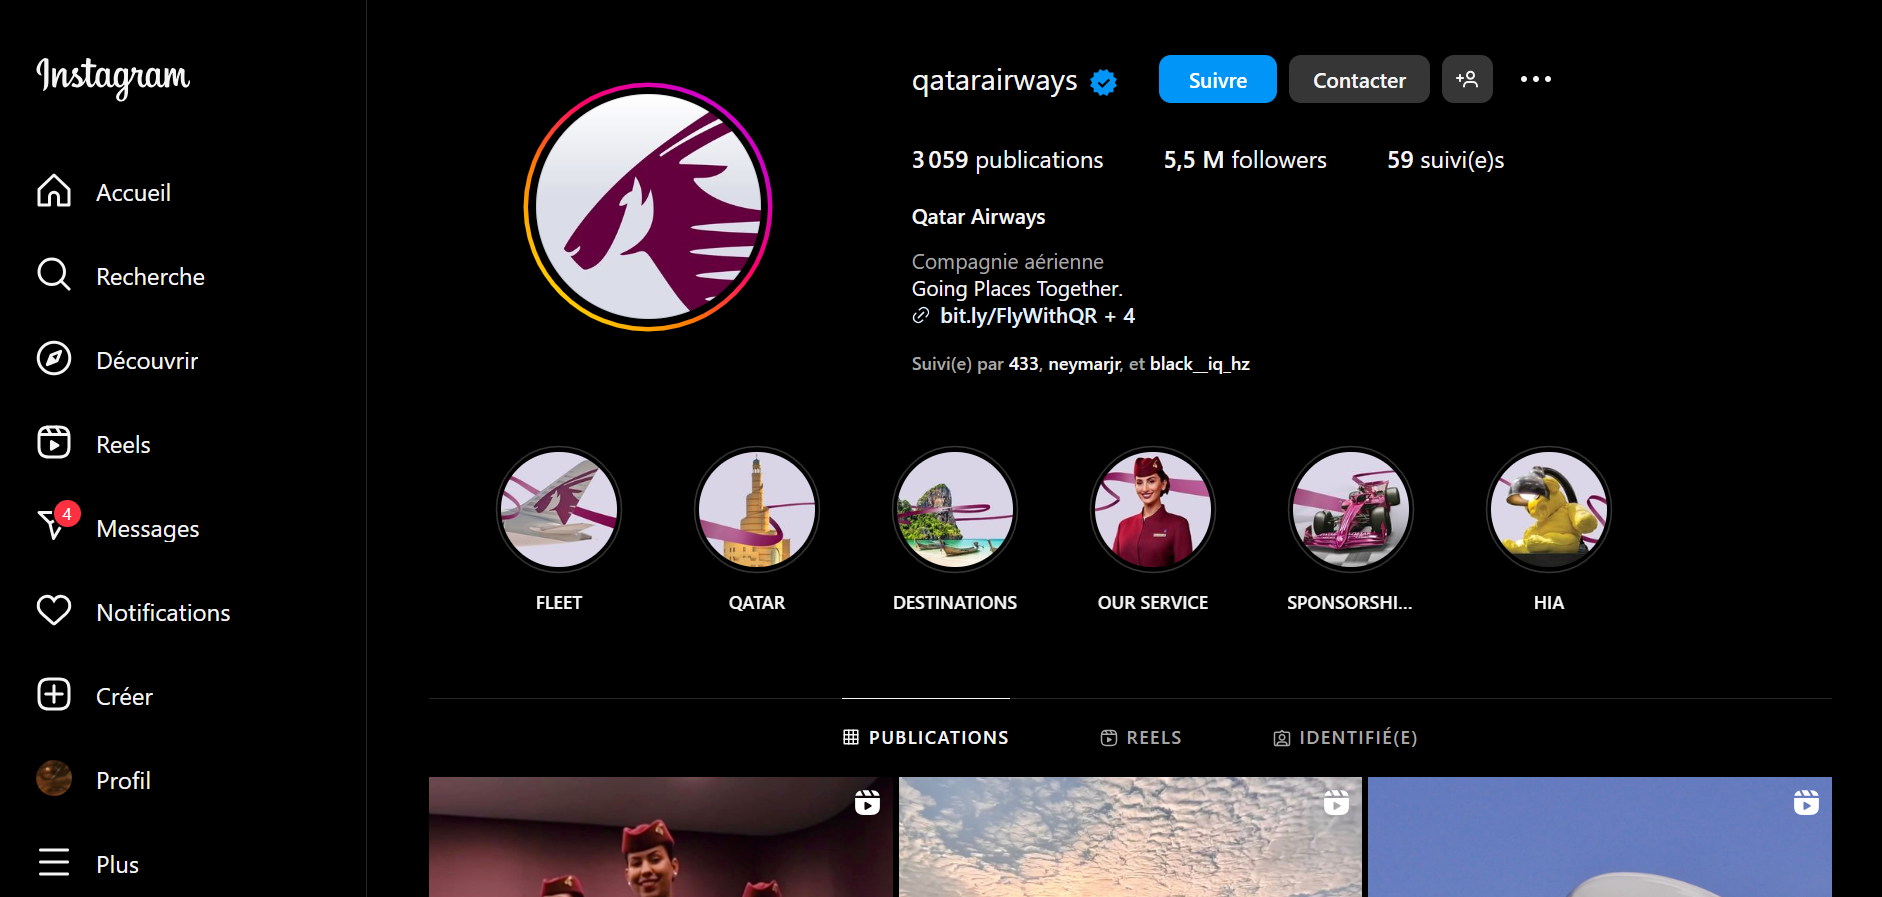 Instagram
Accueil
Recherche
Découvrir
Reels
4
Messages
Notifications
Créer
Profil
Plus
qatarairways
Suivre
Contacter
3 059 publications
5,5 M followers
59 suivi(e)s
Qatar Airways
Compagnie aérienne
Going Places Together.
bit.ly/FlyWithQR + 4
Suivi(e) par 433, neymarjr, et black__iq_hz
FLEET
QATAR
DESTINATIONS
OUR SERVICE
SPONSORSHI...
HIA
PUBLICATIONS
REELS
IDENTIFIÉ(E)